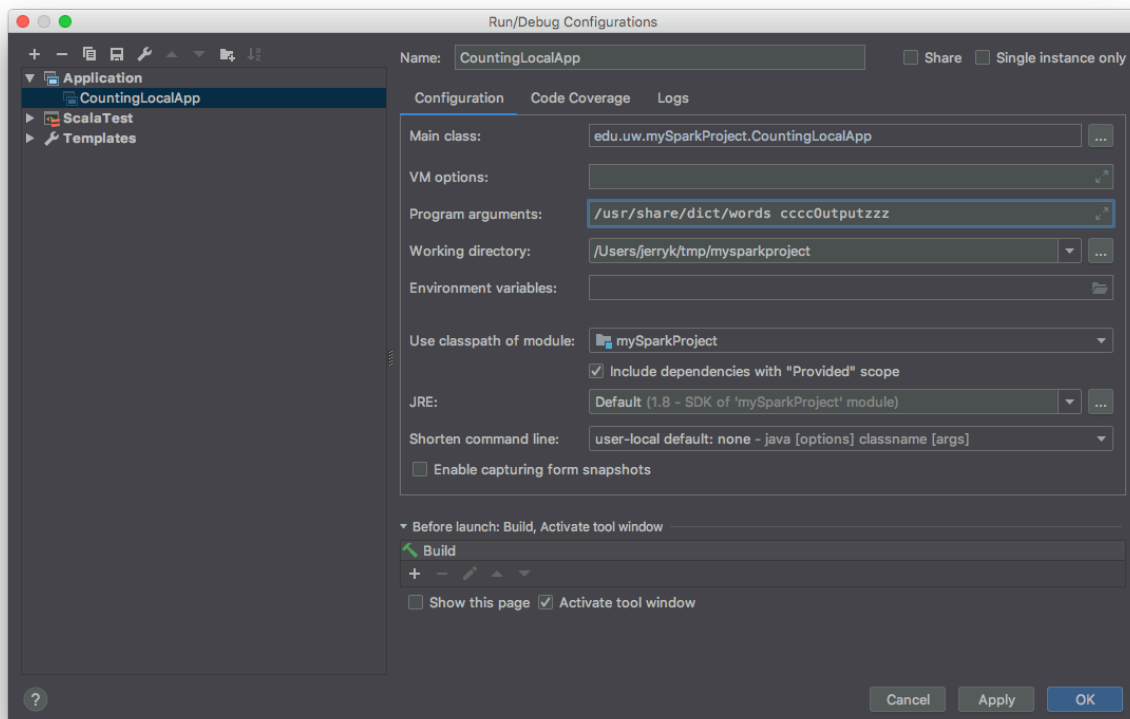 Run/Debug Configurations
Name: CountingLocalApp Share Single instance only
Application
CountingLocalApp
ScalaTest
Templates
Configuration Code Coverage Logs
Main class: edu.uw.mySparkProject.CountingLocalApp ...
VM options:
Program arguments: /usr/share/dict/words ccccOutputzzz
Working directory: /Users/jerryk/tmp/mysparkproject ...
Environment variables:
Use classpath of module: mySparkProject
Include dependencies with "Provided" scope
JRE: Default (1.8 - SDK of 'mySparkProject' module) ...
Shorten command line: user-local default: none - java [options] classname [args]
Enable capturing form snapshots
Before launch: Build, Activate tool window
Build
Show this page Activate tool window
? Cancel Apply OK